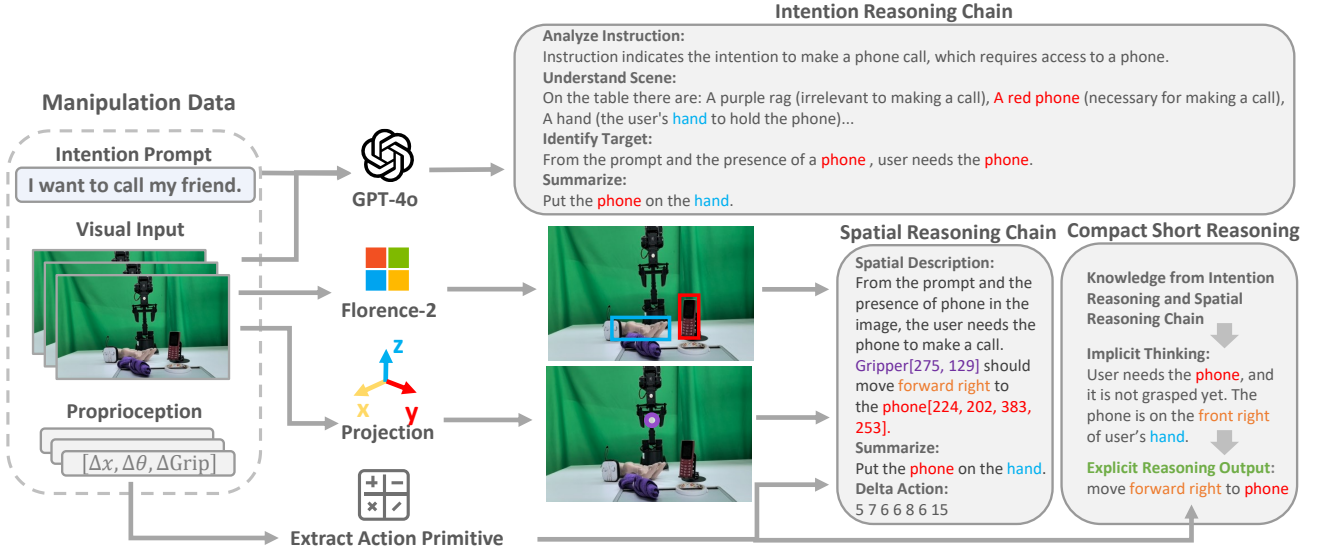 Intention Reasoning Chain
Analyze Instruction:
Instruction indicates the intention to make a phone call, which requires access to a phone.
Understand Scene:
On the table there are: A purple rag (irrelevant to making a call), A red phone (necessary for making a call),
A hand (the user's hand to hold the phone)...
Identify Target:
From the prompt and the presence of a phone , user needs the phone.
Summarize:
Put the phone on the hand.
Manipulation Data
Intention Prompt
I want to call my friend.
Visual Input
Proprioception
[Δx, Δθ, ΔGrip]
GPT-4o
Florence-2
z
x
y
Projection
Extract Action Primitive
Spatial Reasoning Chain
Spatial Description:
From the prompt and the
presence of phone in the
image, the user needs the
phone to make a call.
Gripper[275, 129] should
move forward right to
the phone[224, 202, 383,
253].
Summarize:
Put the phone on the hand.
Delta Action:
5 7 6 6 8 6 15
Compact Short Reasoning
Knowledge from Intention
Reasoning and Spatial
Reasoning Chain
Implicit Thinking:
User needs the phone, and
it is not grasped yet. The
phone is on the front right
of user's hand.
Explicit Reasoning Output:
move forward right to phone